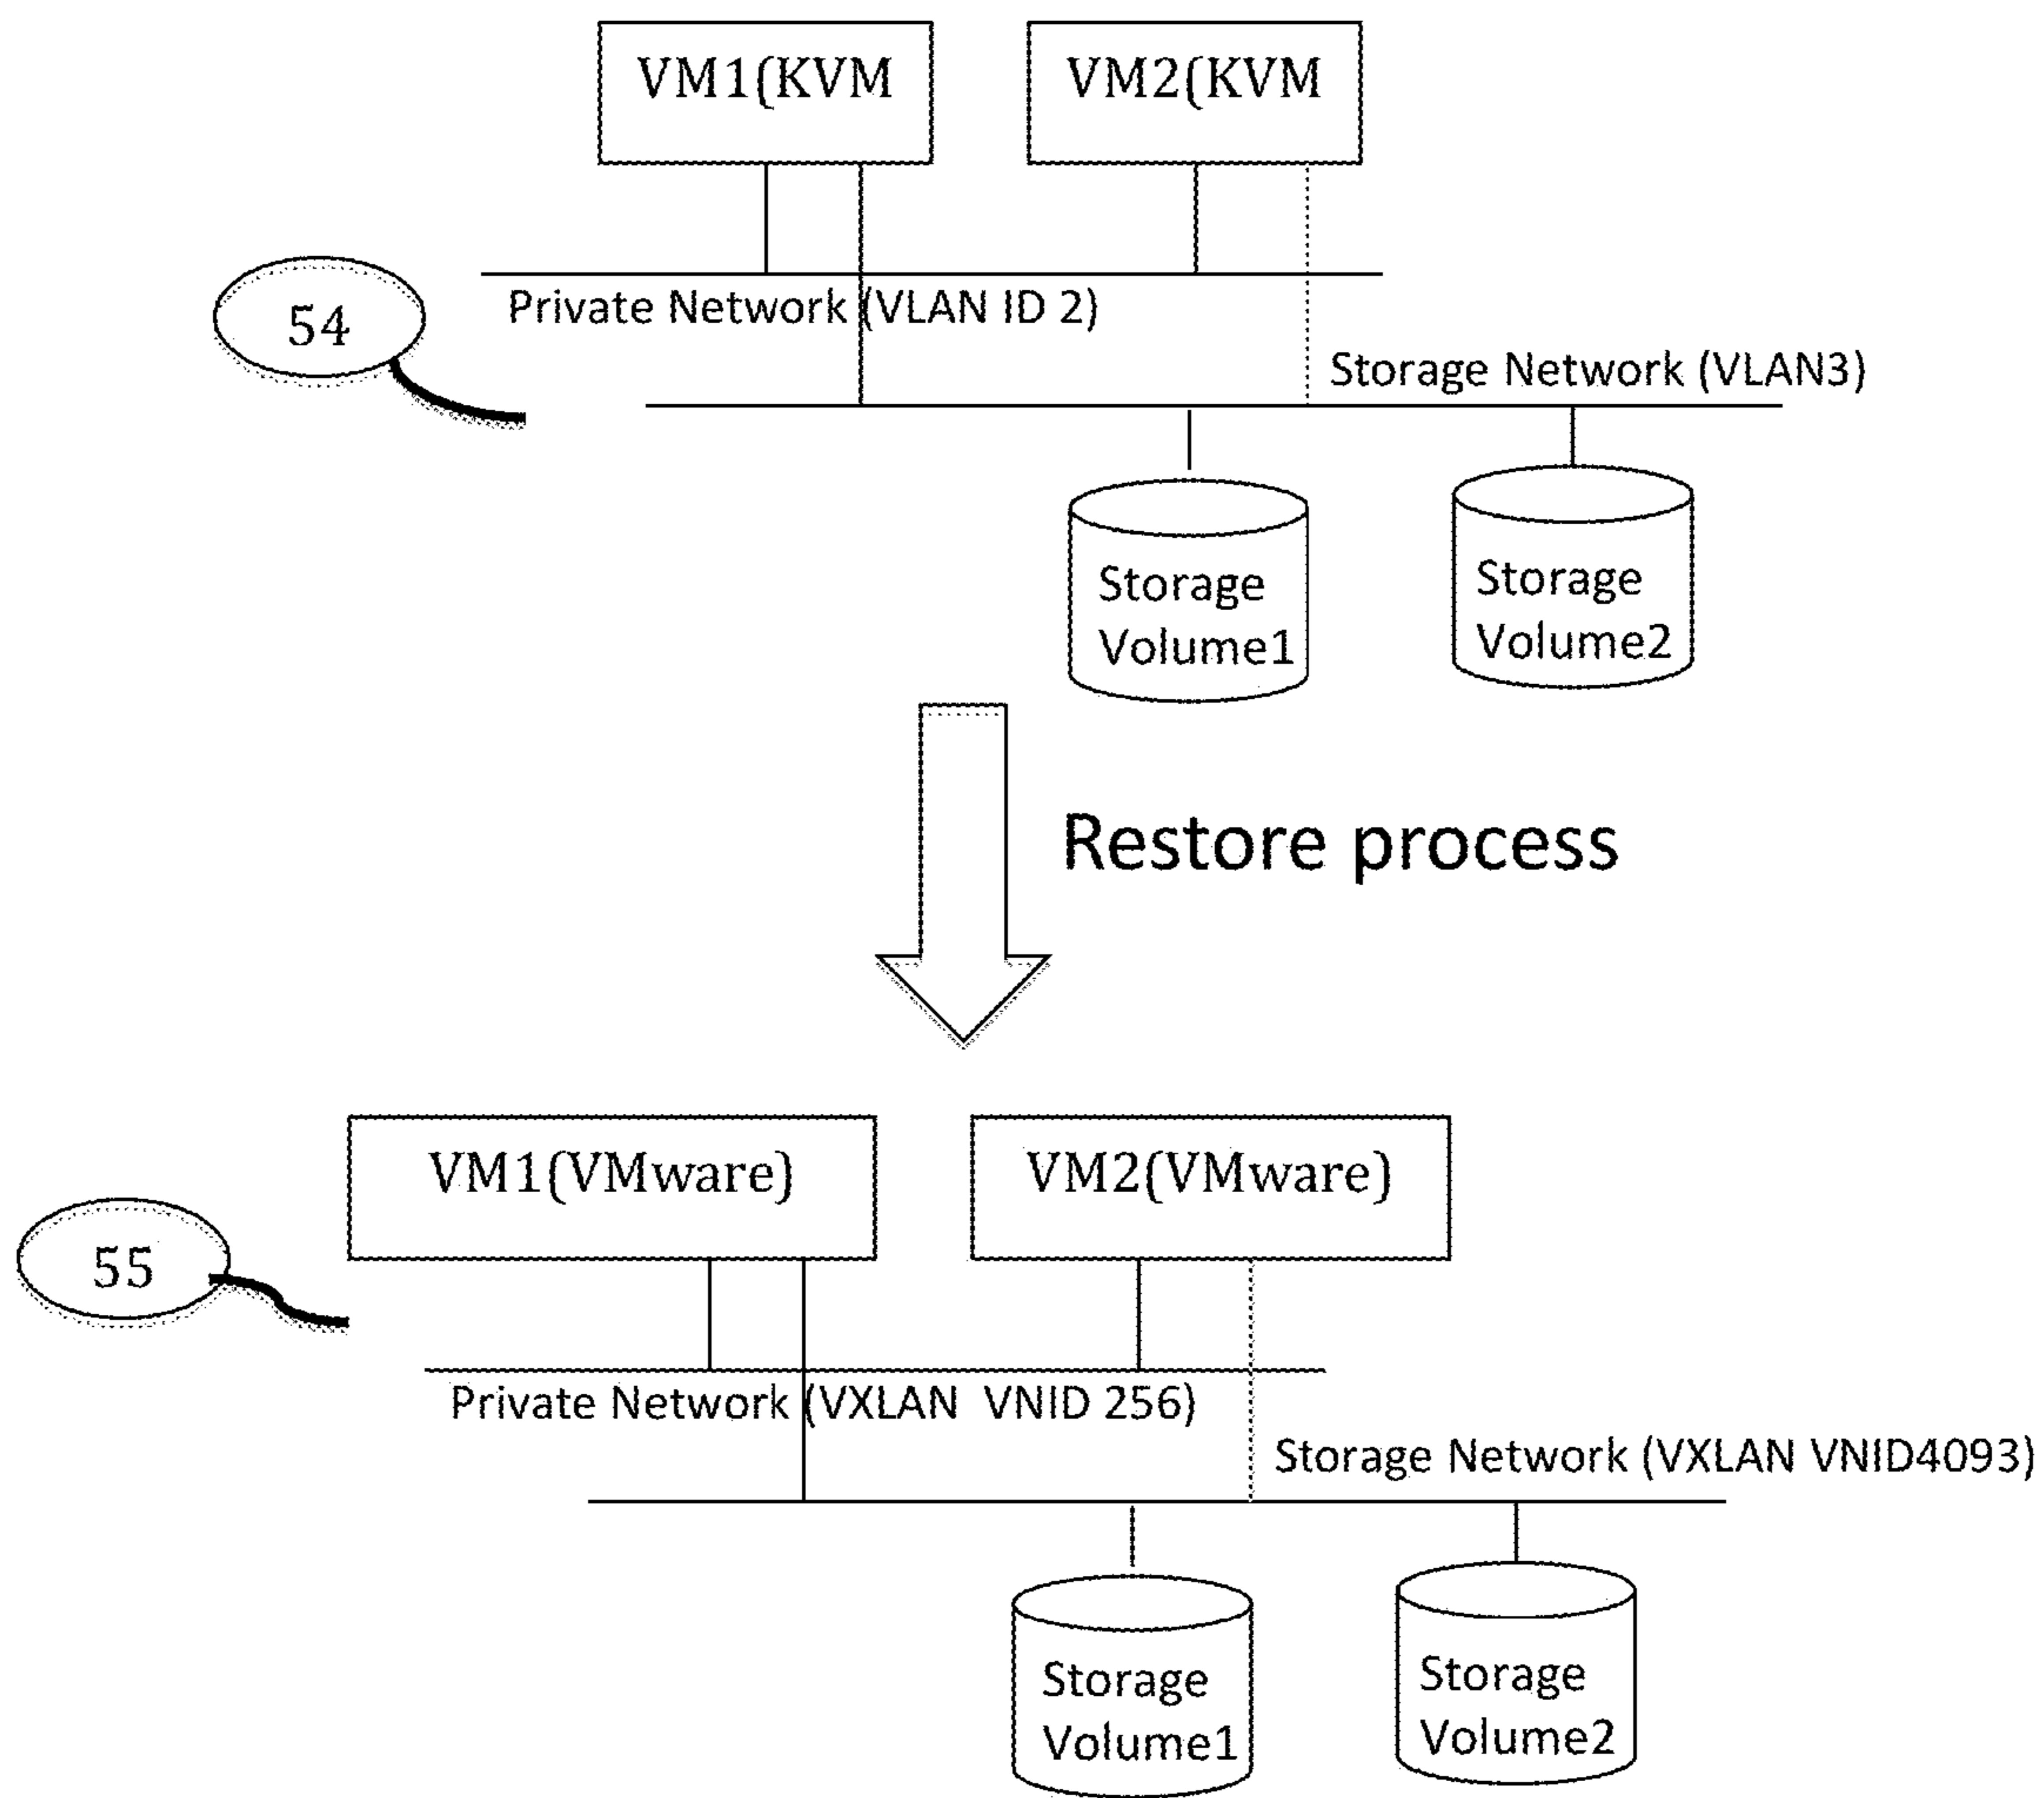 VM1(KVM
VM2(KVM
54
Private Network (VLAN ID 2)
Storage Network (VLAN3)
Storage
Volume1
Storage
Volume2
Restore process
VM1(VMware)
VM2(VMware)
55
Private Network (VXLAN  VNID 256)
Storage Network (VXLAN VNID4093)
Storage
Volume1
Storage
Volume2